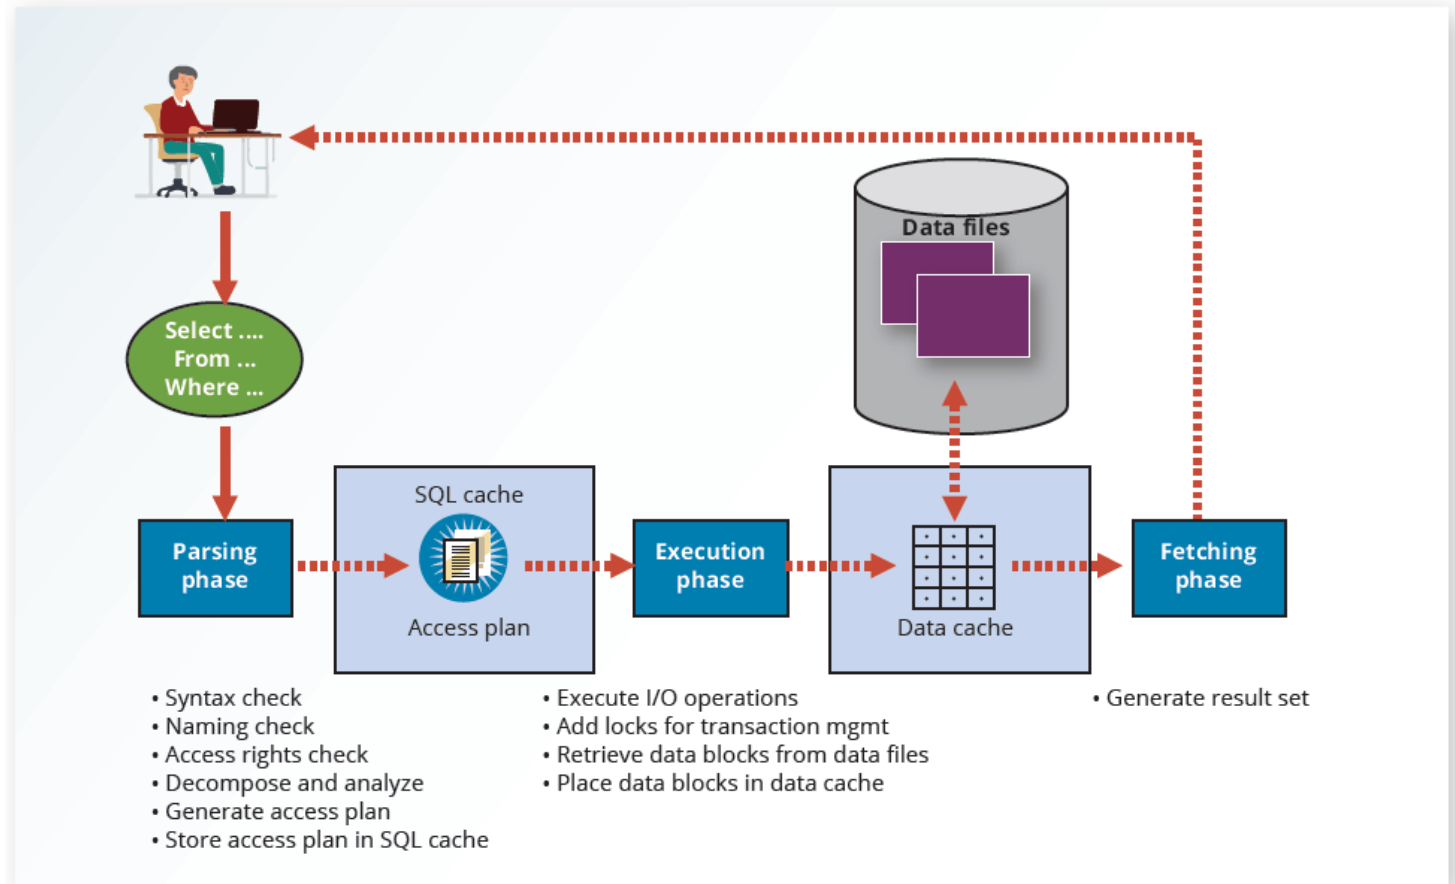 Data files
Select ....
From ...
Where ...
SQL cache
Parsing
phase
Execution
phase
Fetching
phase
Access plan
Data cache
• Syntax check
• Naming check
• Access rights check
• Decompose and analyze
• Generate access plan
• Store access plan in SQL cache
• Execute I/O operations
• Add locks for transaction mgmt
• Retrieve data blocks from data files
• Place data blocks in data cache
• Generate result set